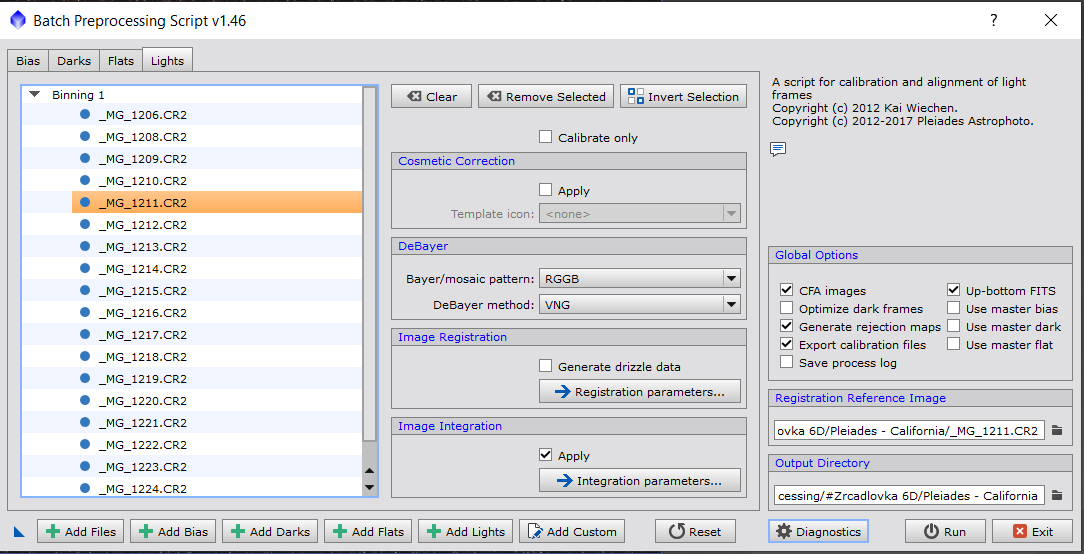 Batch Preprocessing Script v1.46
?
Bias
Darks
Flats
Lights
Binning 1
_MG_1206.CR2
_MG_1208.CR2
_MG_1209.CR2
_MG_1210.CR2
_MG_1211.CR2
_MG_1212.CR2
_MG_1213.CR2
_MG_1214.CR2
_MG_1215.CR2
_MG_1216.CR2
_MG_1217.CR2
_MG_1218.CR2
_MG_1219.CR2
_MG_1220.CR2
_MG_1221.CR2
_MG_1222.CR2
_MG_1223.CR2
_MG_1224.CR2
Clear
Remove Selected
Invert Selection
Calibrate only
Cosmetic Correction
Apply
Template icon: <none>
DeBayer
Bayer/mosaic pattern: RGGB
DeBayer method: VNG
Image Registration
Generate drizzle data
Registration parameters...
Image Integration
Apply
Integration parameters...
A script for calibration and alignment of light
frames
Copyright (c) 2012 Kai Wiechen.
Copyright (c) 2012-2017 Pleiades Astrophoto.
Global Options
CFA images
Up-bottom FITS
Optimize dark frames
Use master bias
Generate rejection maps
Use master dark
Export calibration files
Use master flat
Save process log
Registration Reference Image
ovka 6D/Pleiades - California/_MG_1211.CR2
Output Directory
cessing/#Zrcadlovka 6D/Pleiades - California
Add Files
Add Bias
Add Darks
Add Flats
Add Lights
Add Custom
Reset
Diagnostics
Run
Exit